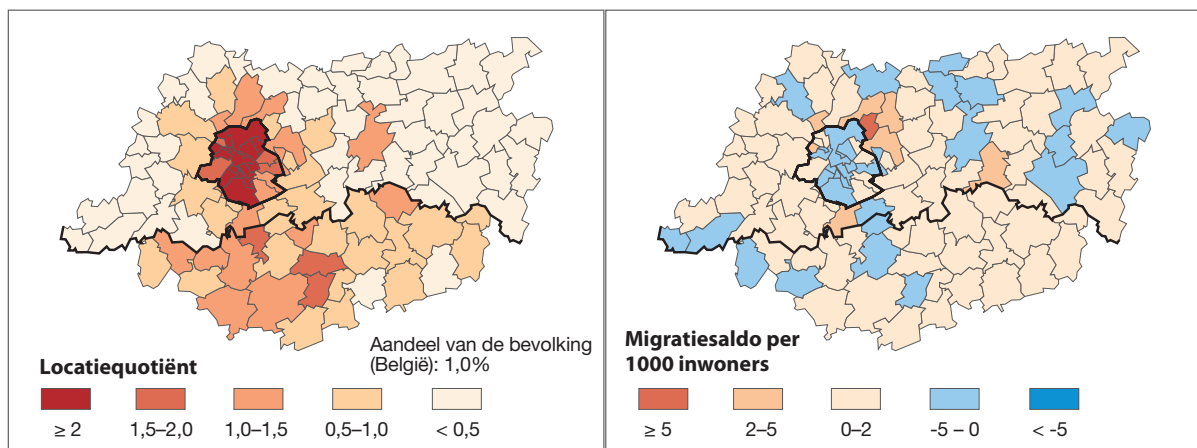 Locatiequotiënt
Aandeel van de bevolking
(België): 1,0%
≥ 2
1,5–2,0
1,0–1,5
0,5–1,0
< 0,5
Migratiesaldo per
1000 inwoners
≥ 5
2–5
0–2
-5 – 0
< -5